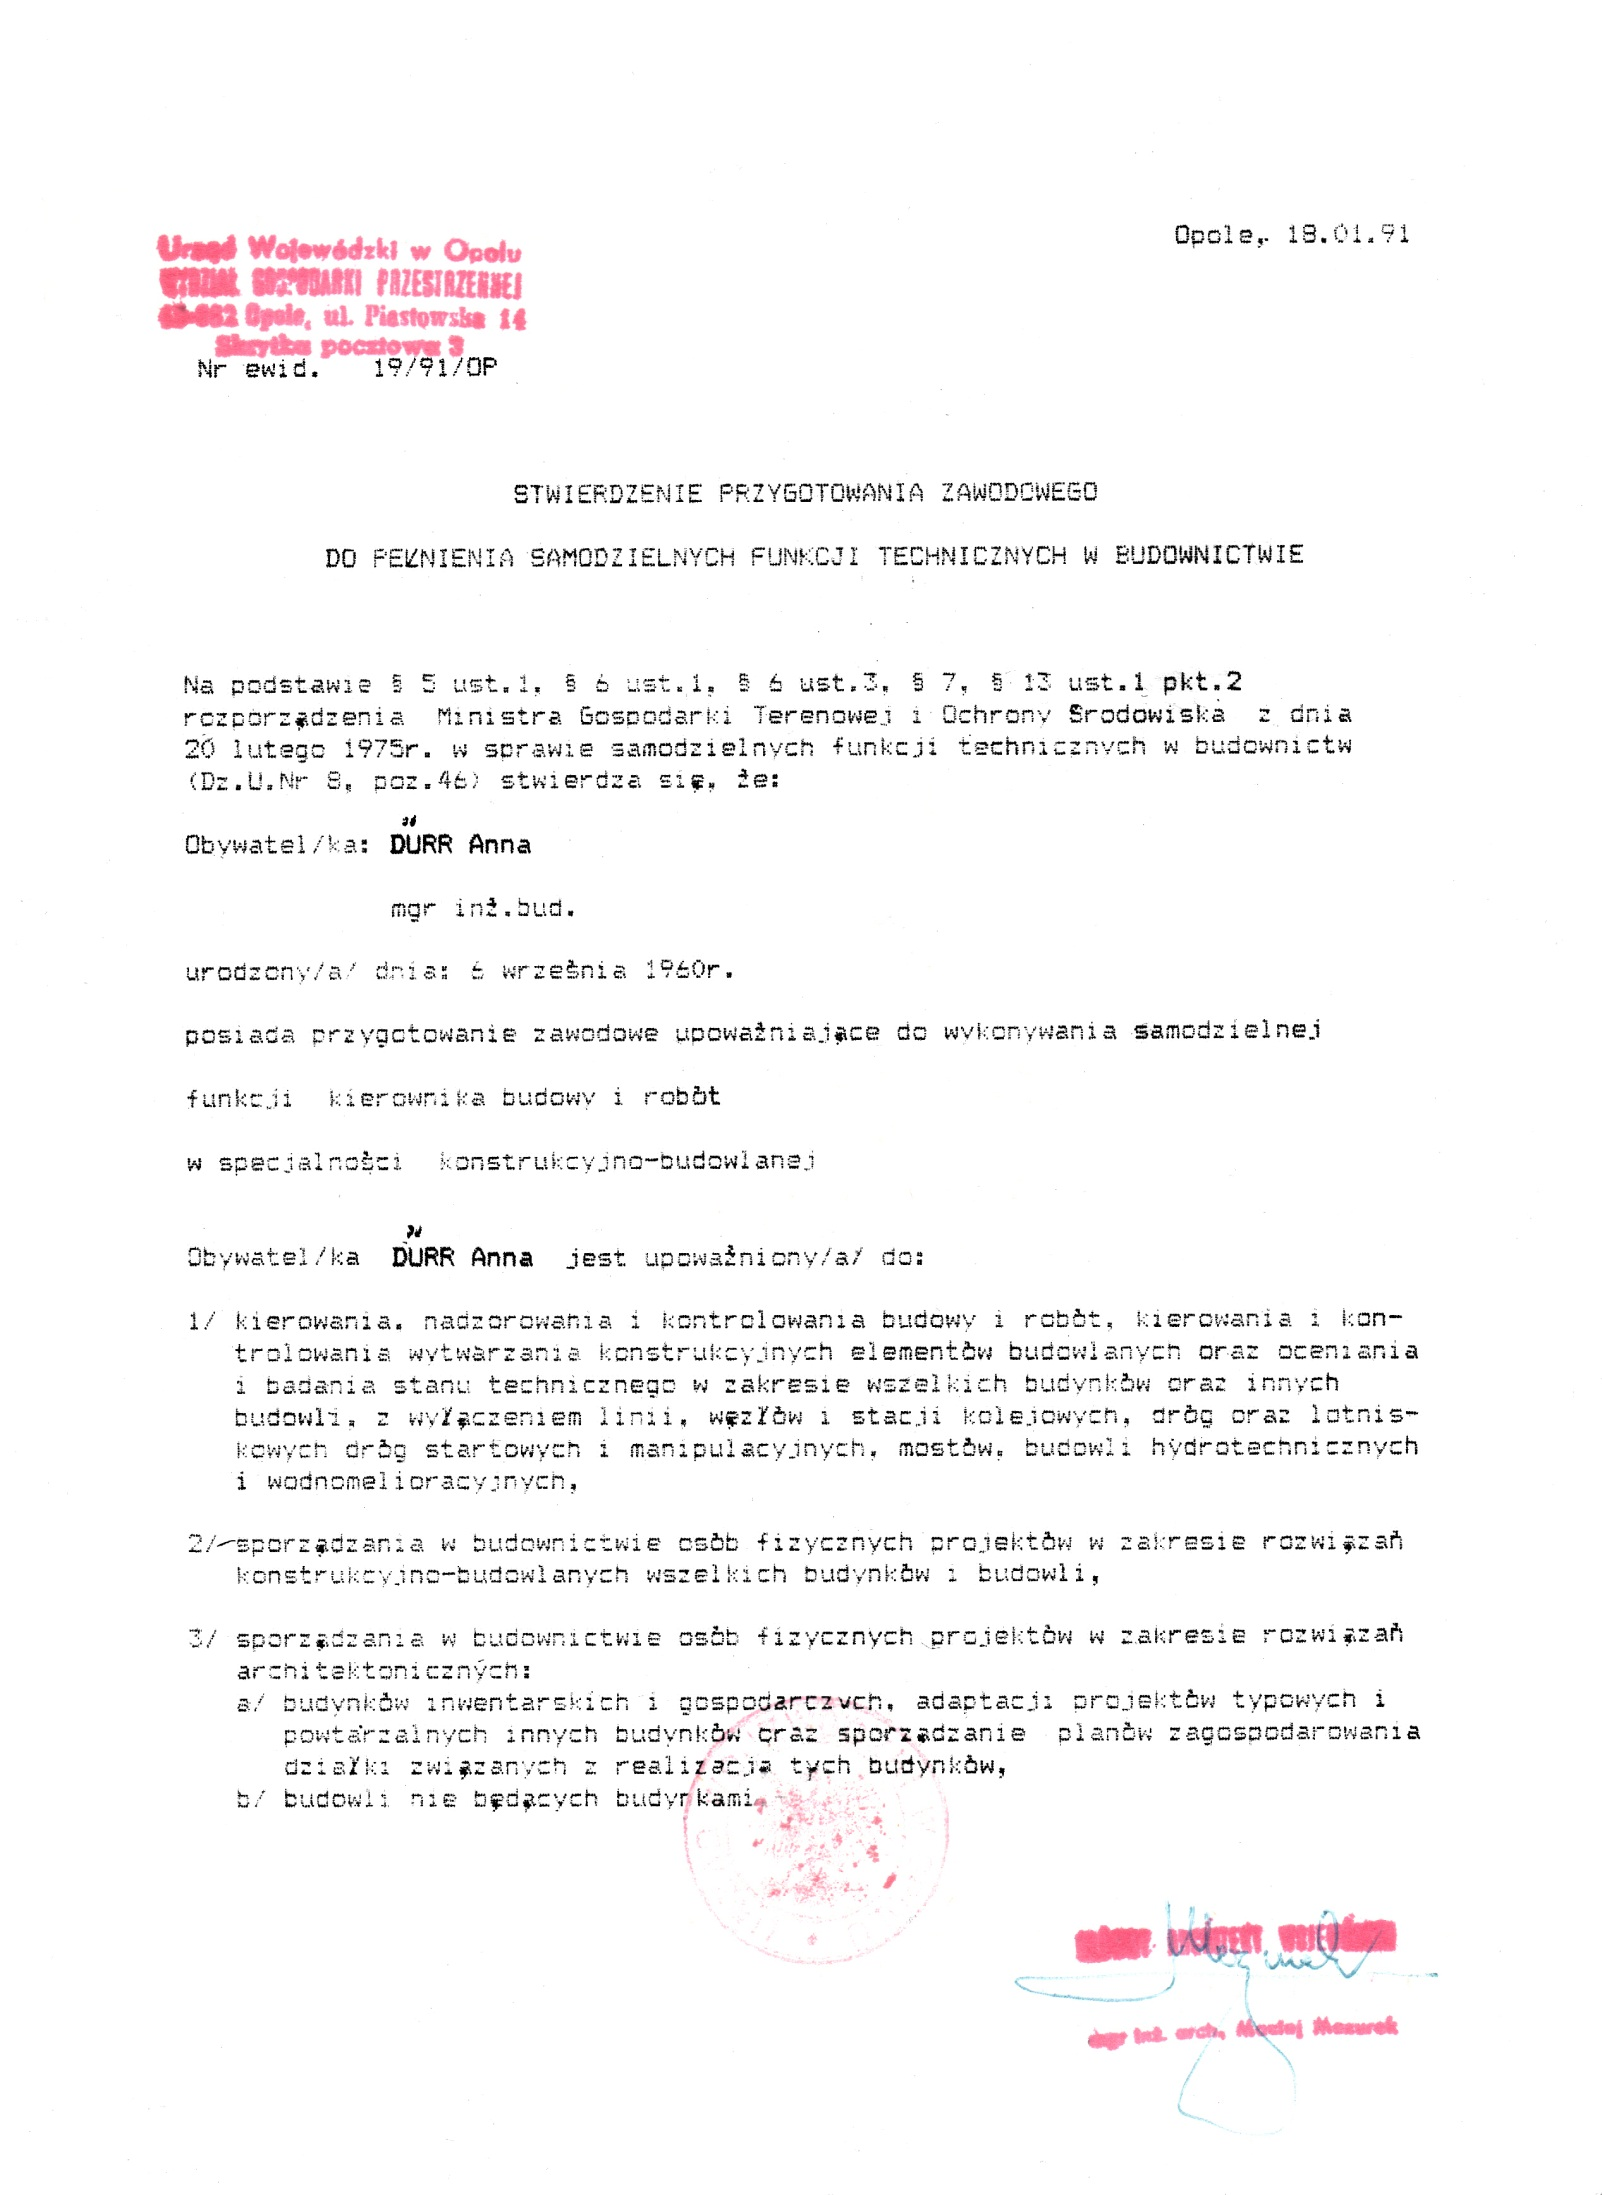 Opole, 18.01.91
Urząd Wojewódzki w Opolu
WYDZIAŁ GOSPODARKI PRZESTRZENNEJ
Opole, ul. Piastowska 14
Skrytka pocztowa 3
Nr ewid. 19/91/OP
STWIERDZENIE PRZYGOTOWANIA ZAWODOWEGO
DO PEŁNIENIA SAMODZIELNYCH FUNKCJI TECHNICZNYCH W BUDOWNICTWIE
Na podstawie § 5 ust.1, § 6 ust.1, § 6 ust.3, § 7, § 13 ust.1 pkt.2
rozporządzenia Ministra Gospodarki Terenowej i Ochrony Środowiska z dnia
20 lutego 1975r. w sprawie samodzielnych funkcji technicznych w budownictw
(Dz.U.Nr 8, poz.46) stwierdza się, że:
Obywatel/ka: DÜRR Anna
mgr inż.bud.
urodzony/a/ dnia: 6 września 1960r.
posiada przygotowanie zawodowe upoważniające do wykonywania samodzielnej
funkcji kierownika budowy i robót
w specjalności konstrukcyjno-budowlanej
Obywatel/ka DÜRR Anna jest upoważniony/a/ do:
1/ kierowania, nadzorowania i kontrolowania budowy i robót, kierowania i kon-
trolowania wytwarzania konstrukcyjnych elementów budowlanych oraz oceniania
i badania stanu technicznego w zakresie wszelkich budynków oraz innych
budowli, z wyłączeniem linii, węzłów i stacji kolejowych, dróg oraz lotnis-
kowych dróg startowych i manipulacyjnych, mostów, budowli hydrotechnicznych
i wodnomelioracyjnych,
2/ sporządzania w budownictwie osób fizycznych projektów w zakresie rozwiązań
konstrukcyjno-budowlanych wszelkich budynków i budowli,
3/ sporządzania w budownictwie osób fizycznych projektów w zakresie rozwiązań
architektonicznych:
a/ budynków inwentarskich i gospodarczych, adaptacji projektów typowych i
powtarzalnych innych budynków oraz sporządzanie planów zagospodarowania
działki związanych z realizacją tych budynków,
b/ budowli nie będących budynkami.
mgr inż. arch. Maciej Mazurek